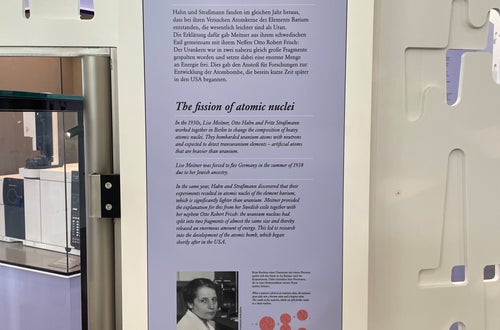 Hahn und Straßmann fanden im gleichen Jahr heraus,
dass bei ihren Versuchen Atomkerne des Elements Barium
entstanden, die wesentlich leichter sind als Uran.
Die Erklärung dafür gab Meitner aus ihrem schwedischen
Exil gemeinsam mit ihrem Neffen Otto Robert Frisch:
Der Urankern war in zwei nahezu gleich große Fragmente
gespalten worden und setzte dabei eine enorme Menge
an Energie frei. Dies gab den Anstoß für Forschungen zur
Entwicklung der Atombombe, die bereits kurze Zeit später
in den USA begannen.
The fission of atomic nuclei
In the 1930s, Lise Meitner, Otto Hahn and Fritz Straßmann
worked together in Berlin to change the composition of heavy
atomic nuclei. They bombarded uranium atoms with neutrons
and expected to detect transuranium elements – artificial atoms
that are heavier than uranium.
Lise Meitner was forced to flee Germany in the summer of 1938
due to her Jewish ancestry.
In the same year, Hahn and Straßmann discovered that their
experiments resulted in atomic nuclei of the element barium,
which is significantly lighter than uranium. Meitner provided
the explanation for this from her Swedish exile together with
her nephew Otto Robert Frisch: the uranium nucleus had
split into two fragments of almost the same size and thereby
released an enormous amount of energy. This led to research
into the development of the atomic bomb, which began
shortly after in the USA.